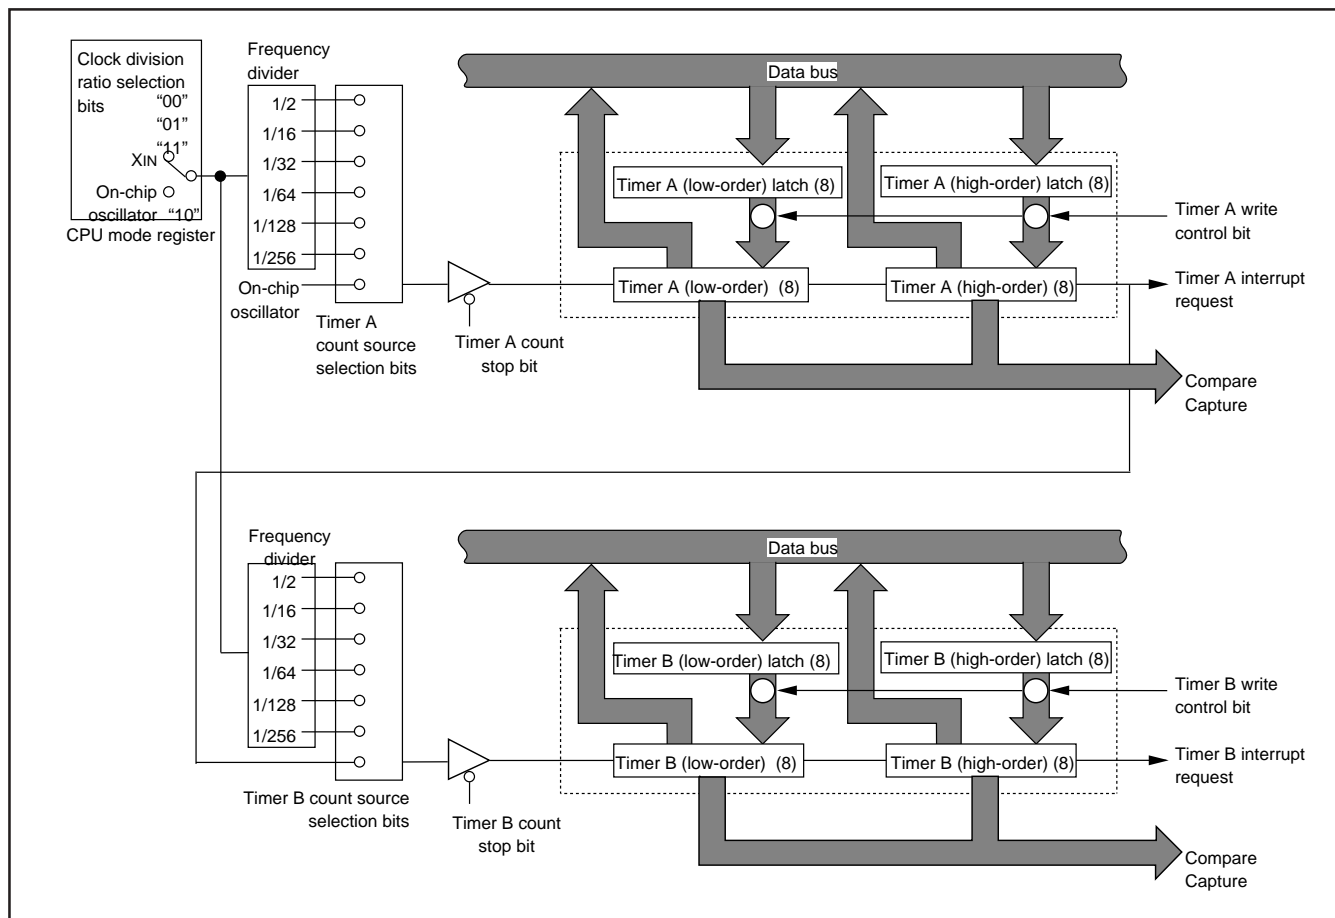 Clock division
ratio selection
bits
“00”
“01”
“11”
XIN
On-chip
oscillator “10”
CPU mode register
Frequency
divider
1/2
1/16
1/32
1/64
1/128
1/256
On-chip
oscillator
Timer A
count source
selection bits
Timer A count
stop bit
Data bus
Timer A (low-order) latch (8)
Timer A (high-order) latch (8)
Timer A write
control bit
Timer A (low-order) (8)
Timer A (high-order) (8)
Timer A interrupt
request
Compare
Capture
Frequency
divider
1/2
1/16
1/32
1/64
1/128
1/256
Timer B count source
selection bits
Timer B count
stop bit
Data bus
Timer B (low-order) latch (8)
Timer B (high-order) latch (8)
Timer B write
control bit
Timer B (low-order) (8)
Timer B (high-order) (8)
Timer B interrupt
request
Compare
Capture